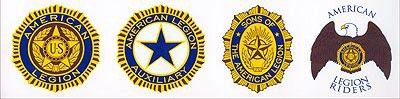 AMERICAN
LEGION
US
AMERICAN LEGION
AUXILIARY
SONS OF
THE AMERICAN LEGION
AMERICAN
LEGION
RIDERS